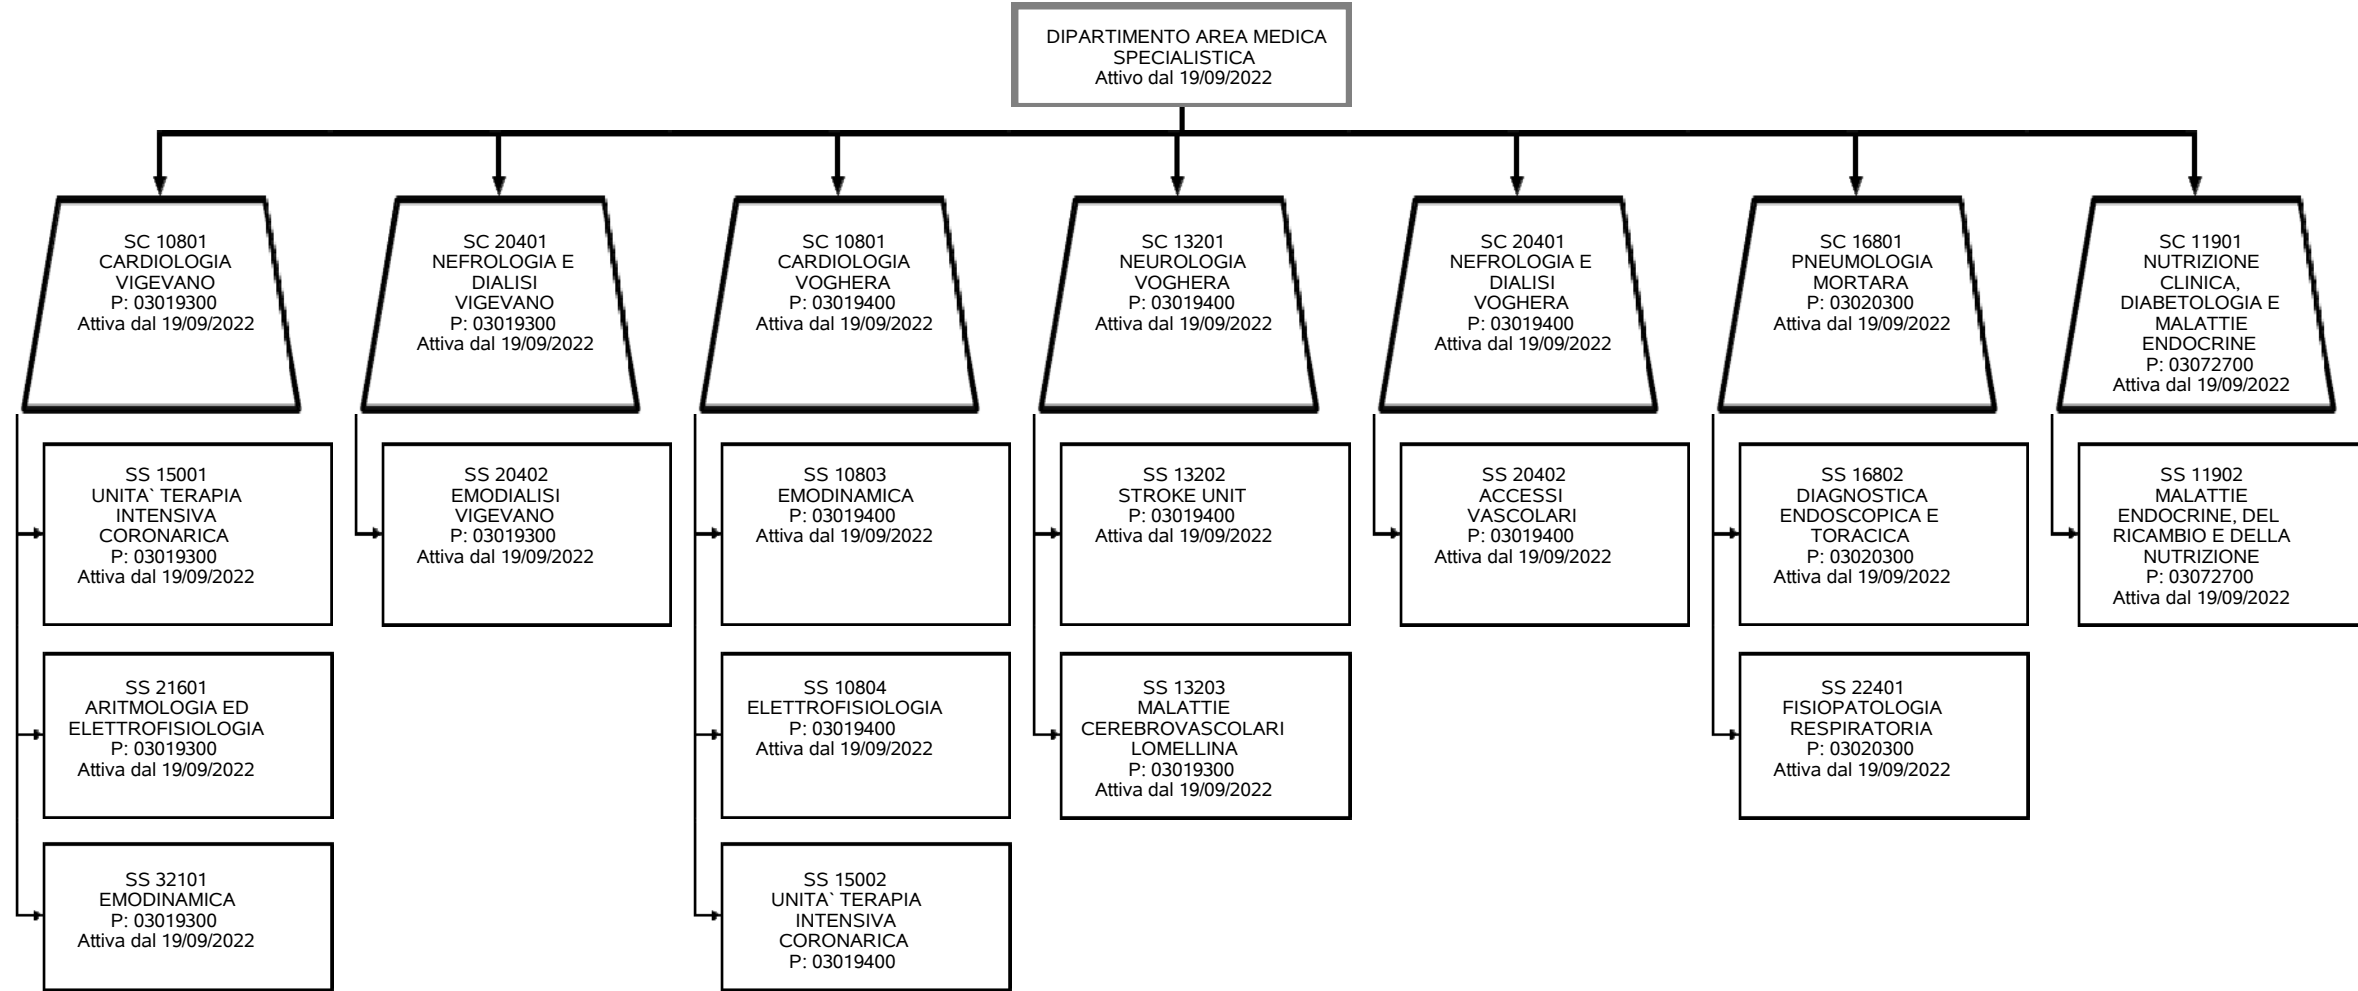 DIPARTIMENTO AREA MEDICA
SPECIALISTICA
Attivo dal 19/09/2022
SC 10801
CARDIOLOGIA
VIGEVANO
P: 03019300
Attiva dal 19/09/2022
SC 20401
NEFROLOGIA E
DIALISI
VIGEVANO
P: 03019300
Attiva dal 19/09/2022
SC 10801
CARDIOLOGIA
VOGHERA
P: 03019400
Attiva dal 19/09/2022
SC 13201
NEUROLOGIA
VOGHERA
P: 03019400
Attiva dal 19/09/2022
SC 20401
NEFROLOGIA E
DIALISI
VOGHERA
P: 03019400
Attiva dal 19/09/2022
SC 16801
PNEUMOLOGIA
MORTARA
P: 03020300
Attiva dal 19/09/2022
SC 11901
NUTRIZIONE
CLINICA,
DIABETOLOGIA E
MALATTIE
ENDOCRINE
P: 03072700
Attiva dal 19/09/2022
SS 15001
UNITA` TERAPIA
INTENSIVA
CORONARICA
P: 03019300
Attiva dal 19/09/2022
SS 20402
EMODIALISI
VIGEVANO
P: 03019300
Attiva dal 19/09/2022
SS 10803
EMODINAMICA
P: 03019400
Attiva dal 19/09/2022
SS 13202
STROKE UNIT
P: 03019400
Attiva dal 19/09/2022
SS 20402
ACCESSI
VASCOLARI
P: 03019400
Attiva dal 19/09/2022
SS 16802
DIAGNOSTICA
ENDOSCOPICA E
TORACICA
P: 03020300
Attiva dal 19/09/2022
SS 11902
MALATTIE
ENDOCRINE, DEL
RICAMBIO E DELLA
NUTRIZIONE
P: 03072700
Attiva dal 19/09/2022
SS 21601
ARITMOLOGIA ED
ELETTROFISIOLOGIA
P: 03019300
Attiva dal 19/09/2022
SS 10804
ELETTROFISIOLOGIA
P: 03019400
Attiva dal 19/09/2022
SS 13203
MALATTIE
CEREBROVASCOLARI
LOMELLINA
P: 03019300
Attiva dal 19/09/2022
SS 22401
FISIOPATOLOGIA
RESPIRATORIA
P: 03020300
Attiva dal 19/09/2022
SS 32101
EMODINAMICA
P: 03019300
Attiva dal 19/09/2022
SS 15002
UNITA` TERAPIA
INTENSIVA
CORONARICA
P: 03019400